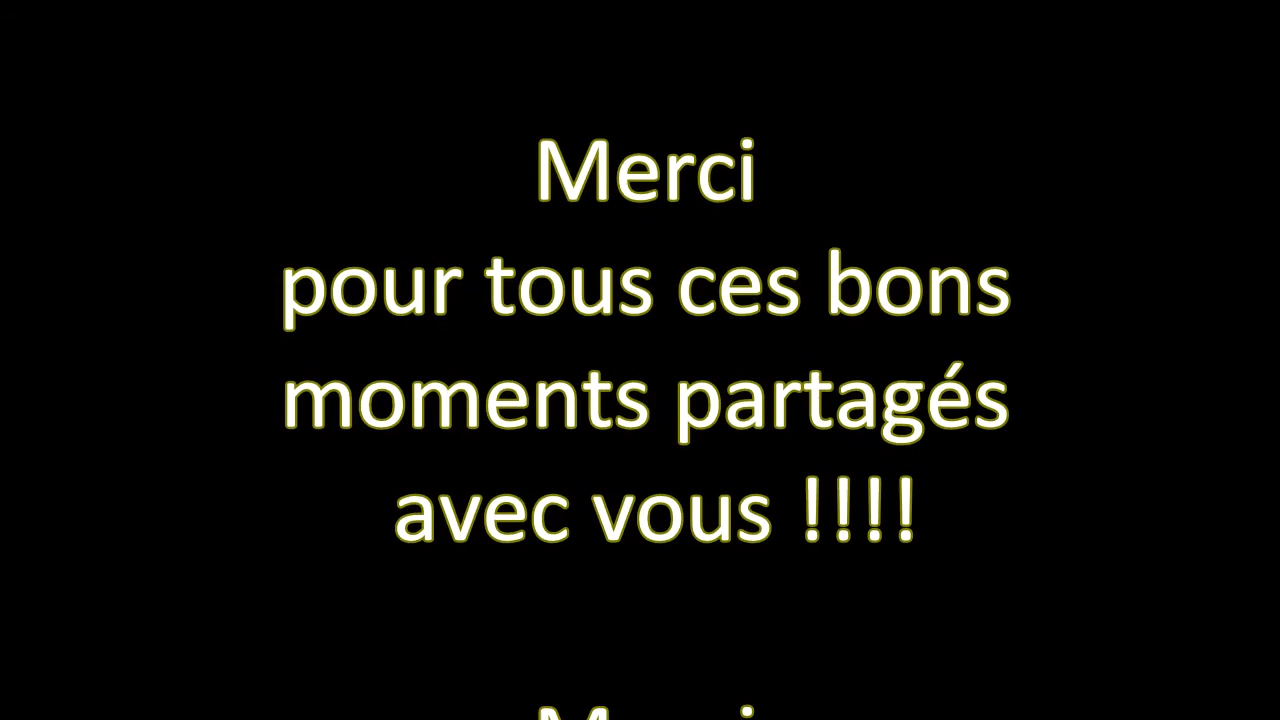 Merci
pour tous ces bons
moments partagés
avec vous !!!!